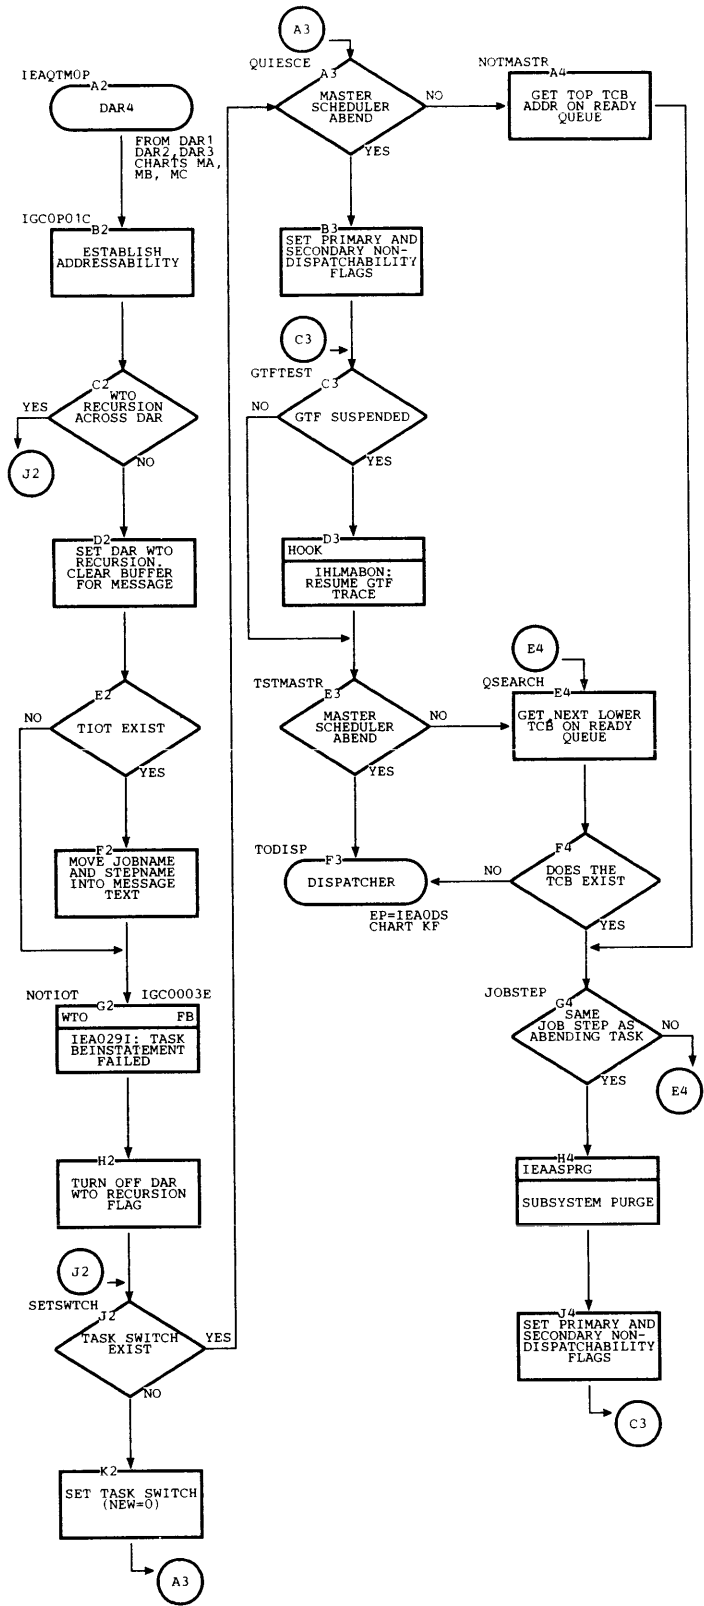 IEAQTM0P
A2
DAR4
FROM DAR1
DAR2,DAR3
CHARTS MA,
MB, MC
IGC0P01C
B2
ESTABLISH
ADDRESSABILITY
C2
WTO
RECURSION
ACROSS DAR
YES
NO
J2
D2
SET DAR WTO
RECURSION.
CLEAR BUFFER
FOR MESSAGE
E2
TIOT EXIST
NO
YES
F2
MOVE JOBNAME
AND STEPNAME
INTO MESSAGE
TEXT
NOTIOT
G2
IGC0003E
WTO FB
IEA029I: TASK
BEINSTATEMENT
FAILED
H2
TURN OFF DAR
WTO RECURSION
FLAG
J2
SETSWTCH
J2
TASK SWITCH
EXIST
YES
NO
K2
SET TASK SWITCH
(NEW=0)
A3
A3
QUIESCE
A3
MASTER
SCHEDULER
ABEND
NO
YES
B3
SET PRIMARY AND
SECONDARY NON-
DISPATCHABILITY
FLAGS
C3
GTFTEST
C3
GTF SUSPENDED
NO
YES
D3
HOOK
IHLMABON:
RESUME GTF
TRACE
TSTMASTR
E3
MASTER
SCHEDULER
ABEND
NO
YES
TODISP
F3
DISPATCHER
EP=IEA0DS
CHART KF
NOTMASTR
A4
GET TOP TCB
ADDR ON READY
QUEUE
E4
QSEARCH
E4
GET NEXT LOWER
TCB ON READY
QUEUE
F4
DOES THE
TCB EXIST
NO
YES
JOBSTEP
G4
SAME
JOB STEP AS
ABENDING TASK
NO
YES
E4
H4
IEAASPRG
SUBSYSTEM PURGE
J4
SET PRIMARY AND
SECONDARY NON-
DISPATCHABILITY
FLAGS
C3